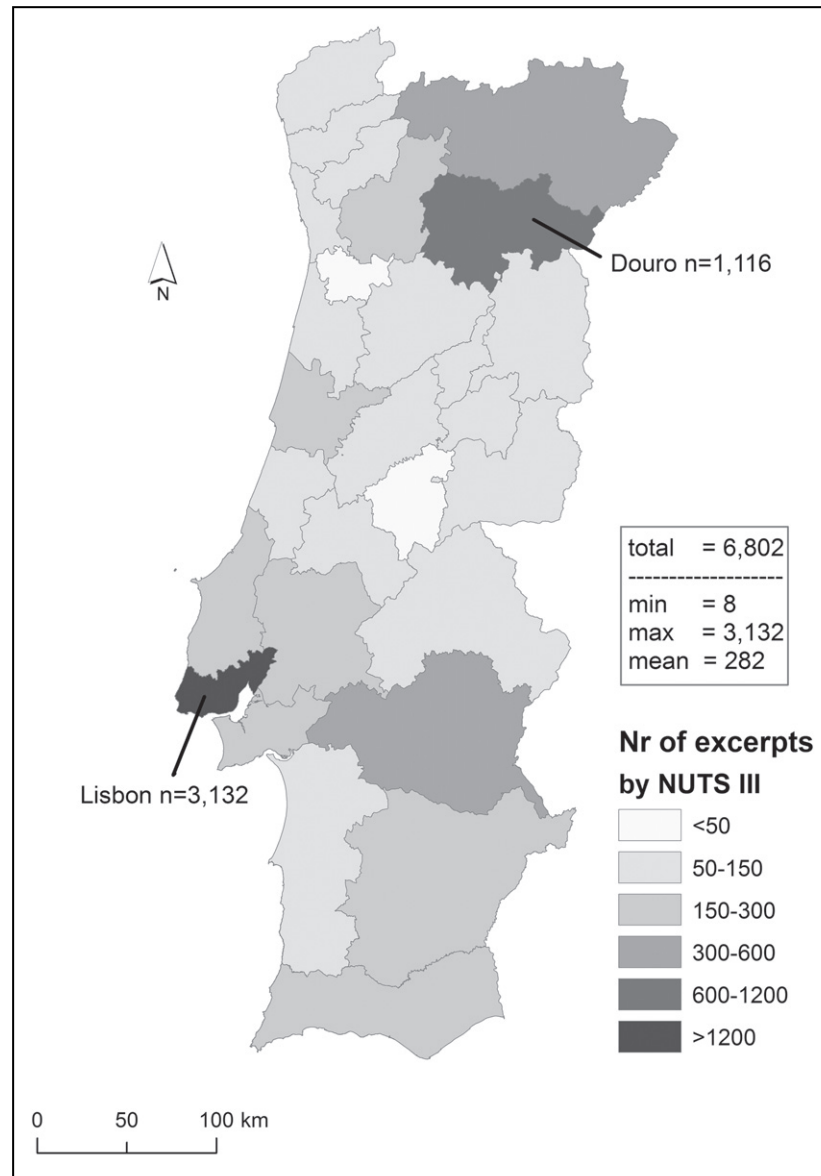 Douro n=1,116
N
total = 6,802
--------------------
min = 8
max = 3,132
mean = 282
Nr of excerpts
by NUTS III
Lisbon n=3,132
<50
50-150
150-300
300-600
600-1200
>1200
0 50 100 km